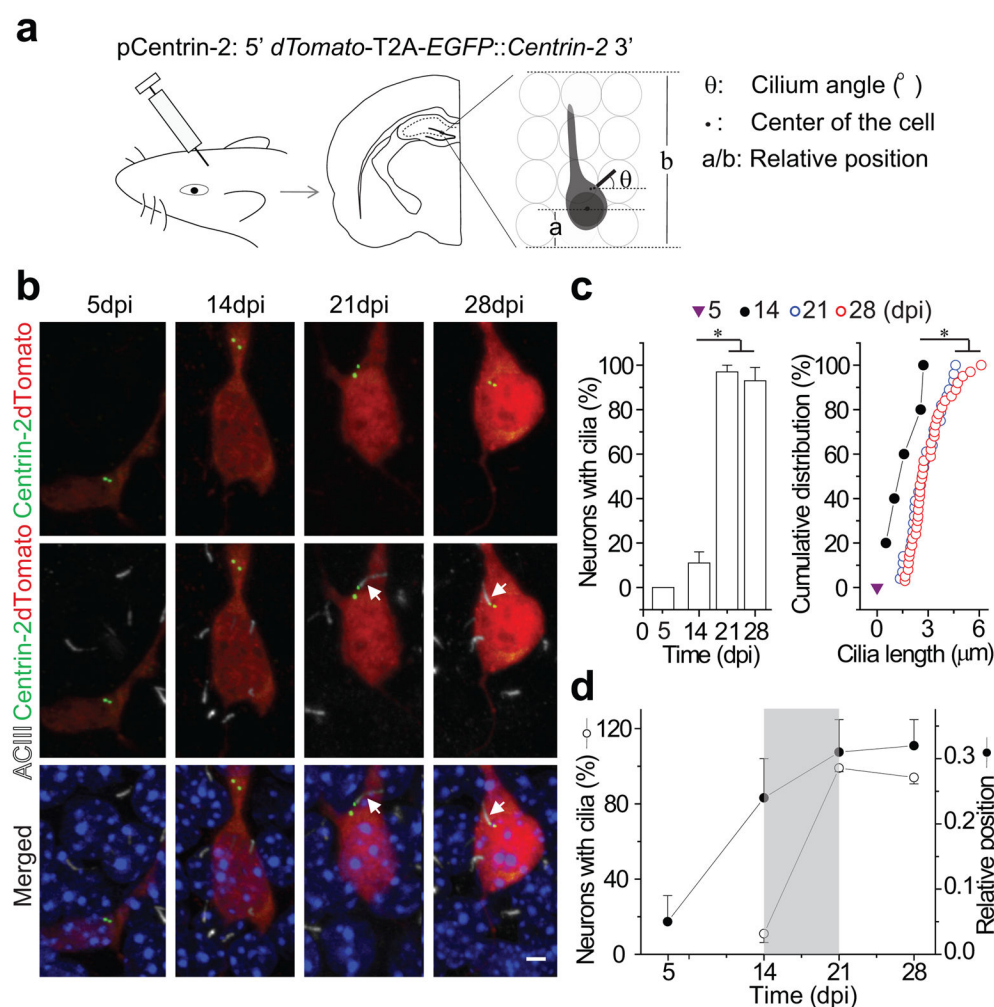 a
pCentrin-2: 5' dTomato-T2A-EGFP::Centrin-2 3'
θ: Cilium angle (°)
•: Center of the cell
a/b: Relative position
θ
b
a
b
5dpi 14dpi 21dpi 28dpi
Centrin-2dTomato
ACIII Centrin-2dTomato
Merged
c
5 14 21 28 (dpi)
Neurons with cilia (%)
100
80
60
40
20
0
*
0 5 14 21 28
Time (dpi)
Cumulative distribution (%)
100
80
60
40
20
0
*
0 3 6
Cilia length (μm)
d
Neurons with cilia (%)
120
80
40
0
5 14 21 28
Time (dpi)
0.3
0.2
0.1
0.0
Relative position